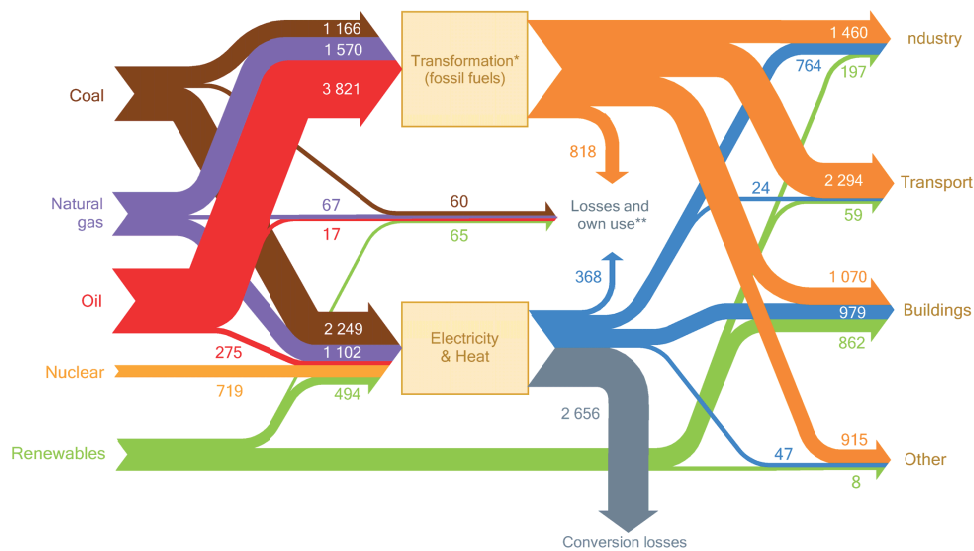 1 166
1 570
3 821
Transformation*
(fossil fuels)
1 460
764
197
ndustry
Coal
818
24
2 294
59
Transport
Natural
gas
67
17
60
65
Losses and
own use**
368
Oil
2 249
1 102
275
Electricity
& Heat
1 070
979
862
Buildings
Nuclear
719
494
2 656
Renewables
915
47
8
Other
Conversion losses